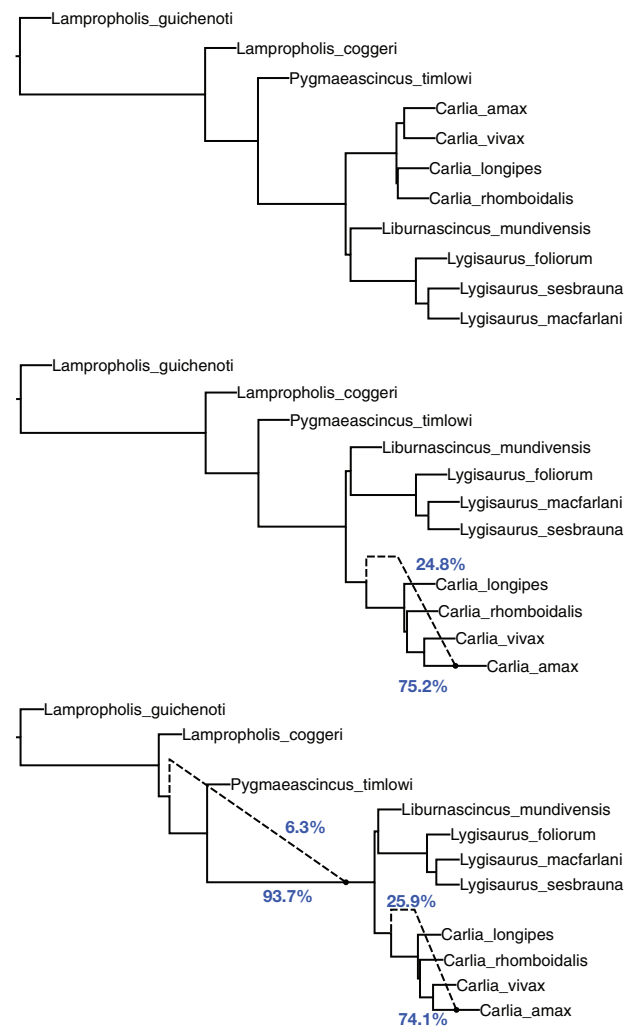 Lampropholis_guichenoti
Lampropholis_coggeri
Pygmaeascincus_timlowi
Carlia_amax
Carlia_vivax
Carlia_longipes
Carlia_rhomboidalis
Liburnascincus_mundivensis
Lygisaurus_foliorum
Lygisaurus_sesbrauna
Lygisaurus_macfarlani
Lampropholis_guichenoti
Lampropholis_coggeri
Pygmaeascincus_timlowi
Liburnascincus_mundivensis
Lygisaurus_foliorum
Lygisaurus_macfarlani
Lygisaurus_sesbrauna
24.8%
Carlia_longipes
Carlia_rhomboidalis
Carlia_vivax
Carlia_amax
75.2%
Lampropholis_guichenoti
Lampropholis_coggeri
Pygmaeascincus_timlowi
Liburnascincus_mundivensis
6.3%
Lygisaurus_foliorum
Lygisaurus_macfarlani
Lygisaurus_sesbrauna
93.7%
25.9%
Carlia_longipes
Carlia_rhomboidalis
Carlia_vivax
Carlia_amax
74.1%